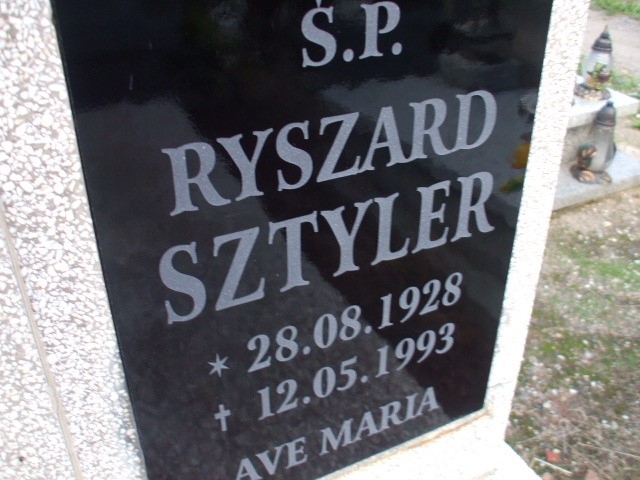 Ś.P.
RYSZARD
SZTYLER
* 28.08.1928
† 12.05.1993
AVE MARIA